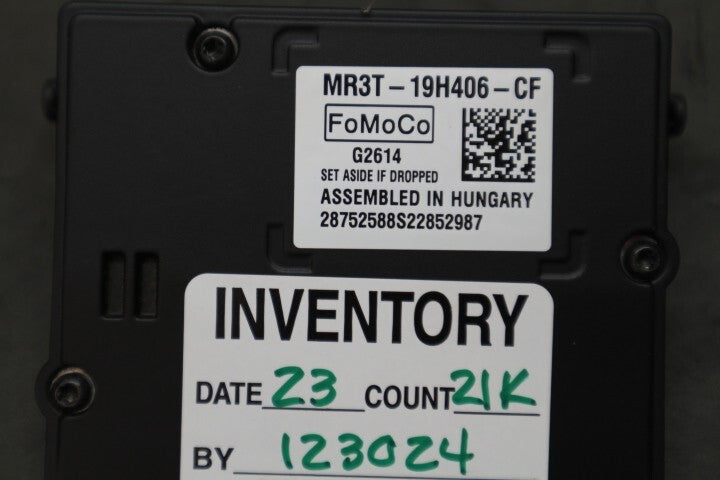 MR3T-19H406-CF
FoMoCo
G2614
SET ASIDE IF DROPPED
ASSEMBLED IN HUNGARY
28752588S22852987
INVENTORY
DATE 23 COUNT 21K
BY 123024